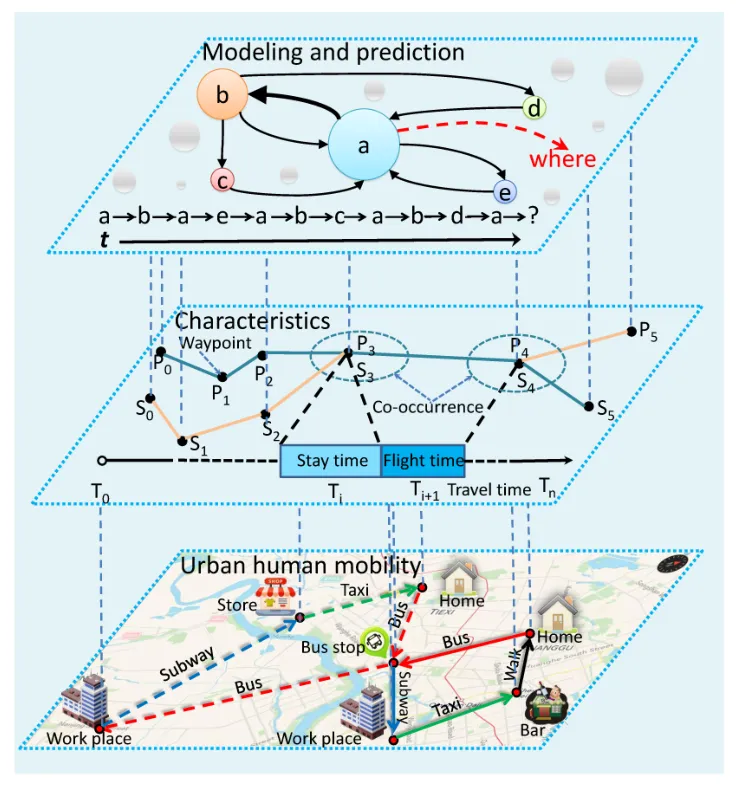 Modeling and prediction
b
d
a
where
c
e
a→b→a→e→a→b→c→a→b→d→a→?
t
Characteristics
Waypoint
P0
P1
P2
P3
P4
P5
S0
S1
S2
S3
S4
S5
Co-occurrence
Stay time
Flight time
T0
Ti
Ti+1
Travel time
Tn
Urban human mobility
Store
Taxi
Home
TIEXI
Bus
Bus stop
Bus
Home
Subway
Bus
Subway
Walk
Taxi
Work place
Work place
Bar